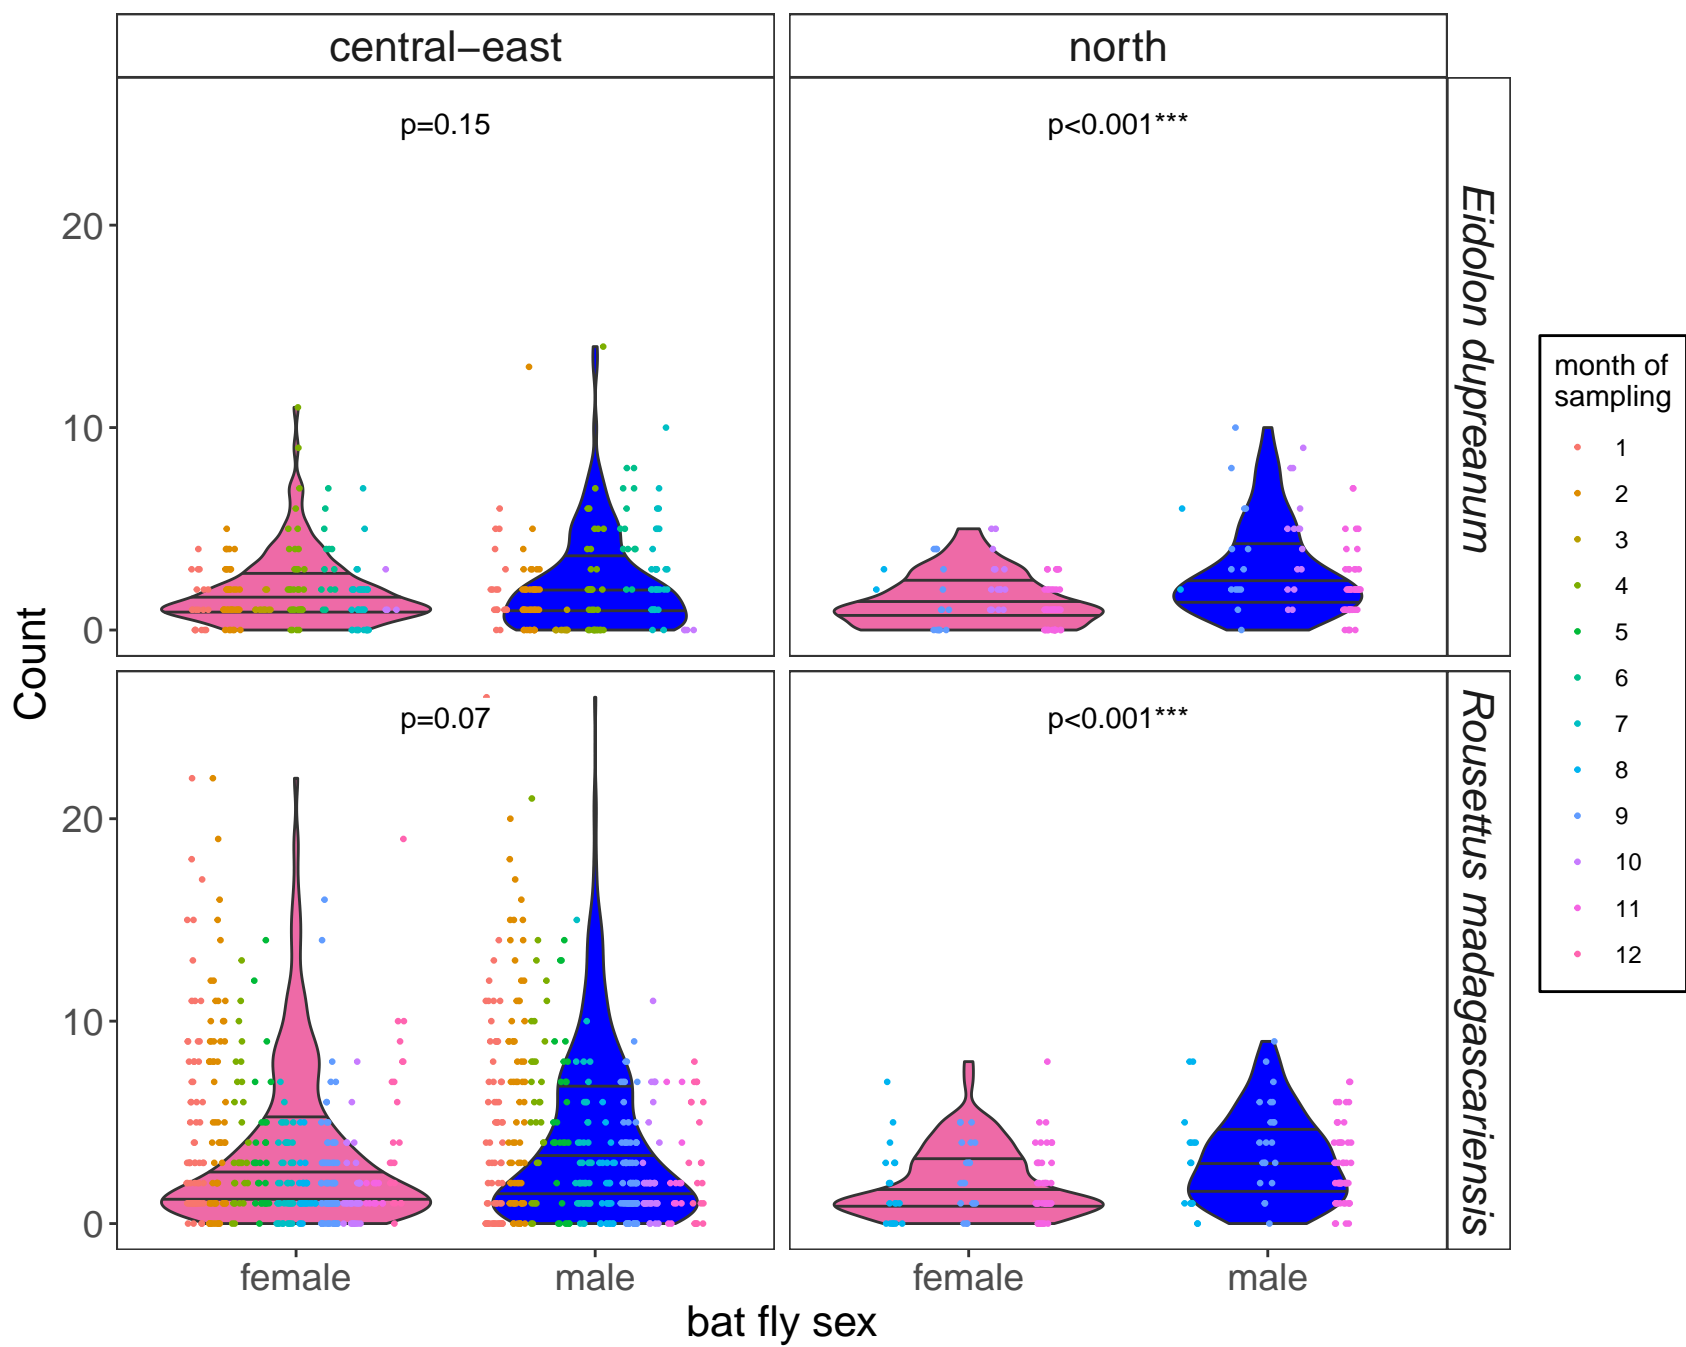 central−east
north
p=0.15
p<0.001***
Eidolon dupreanum
20
10
0
Count
p=0.07
p<0.001***
Rousettus madagascariensis
20
10
0
female
male
female
male
bat fly sex
month of
sampling
1
2
3
4
5
6
7
8
9
10
11
12